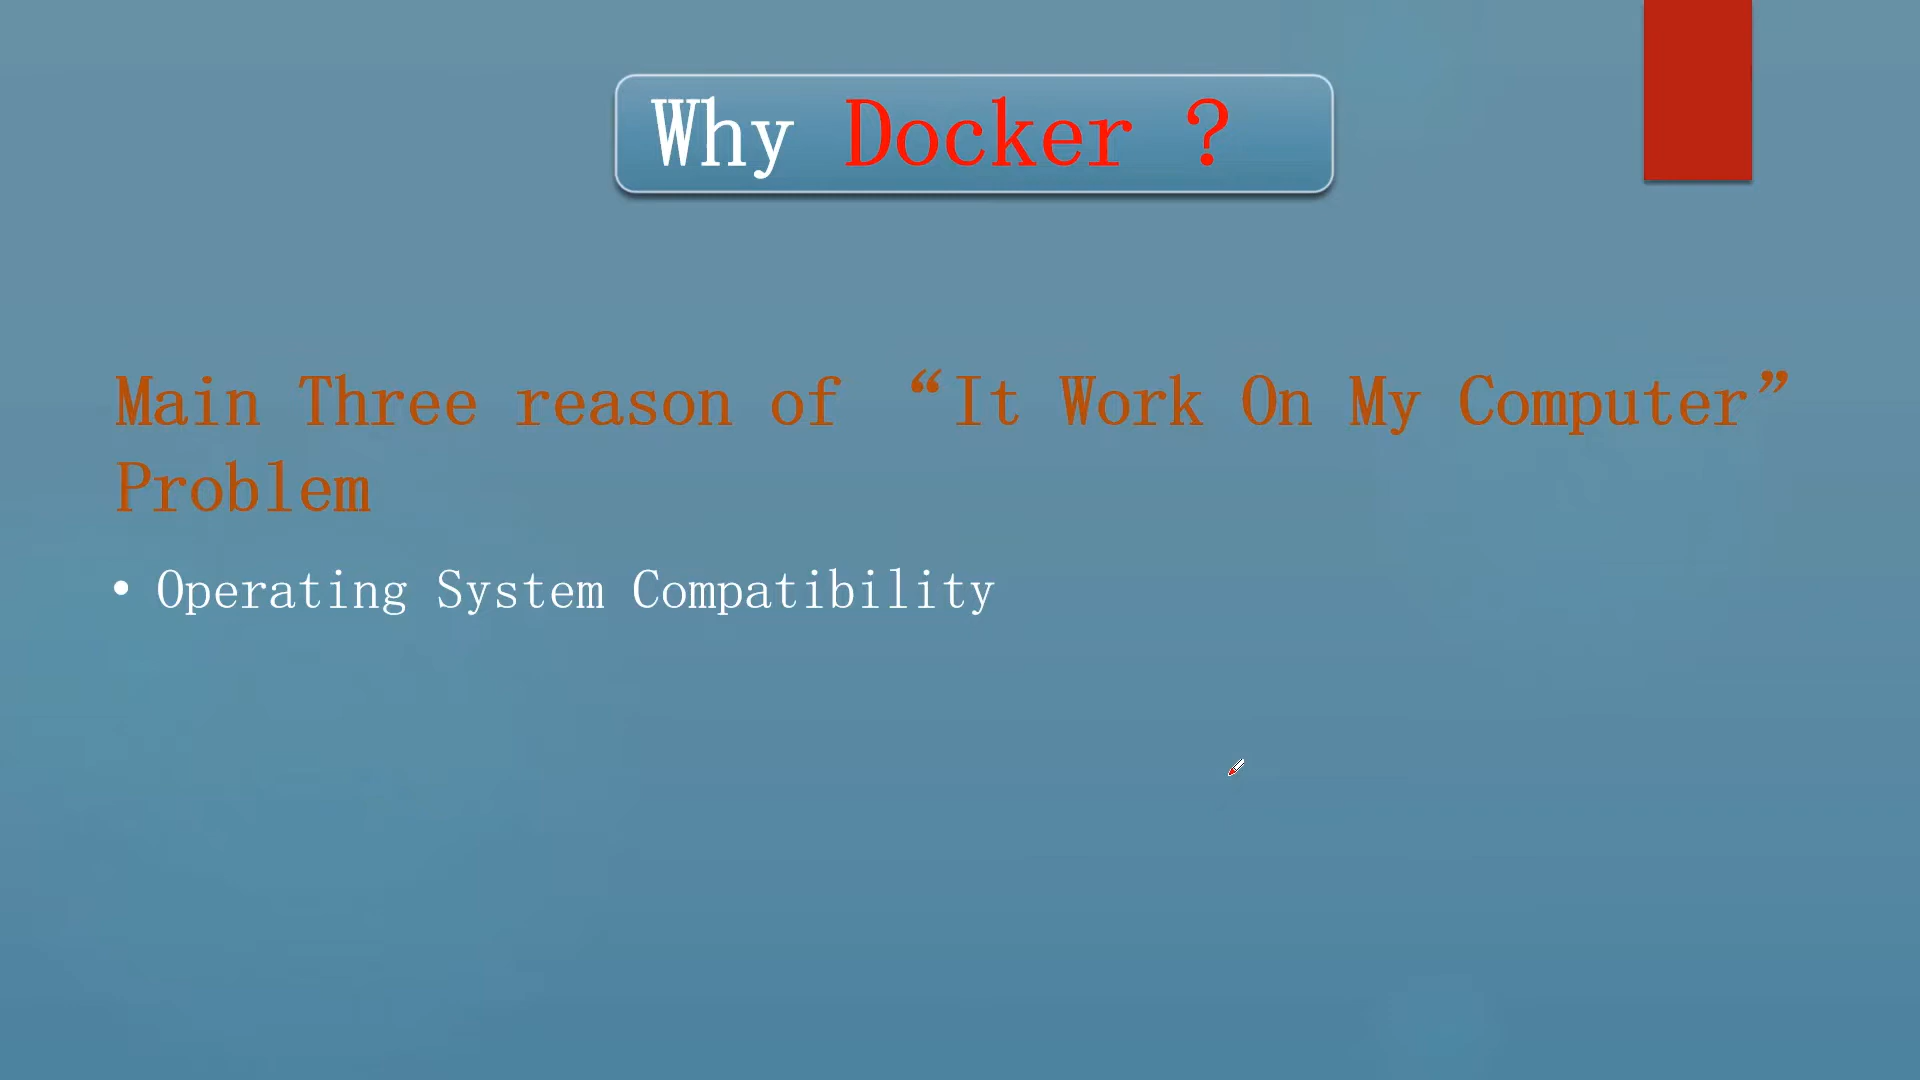 Why Docker ?
Main Three reason of “It Work On My Computer”
Problem
• Operating System Compatibility